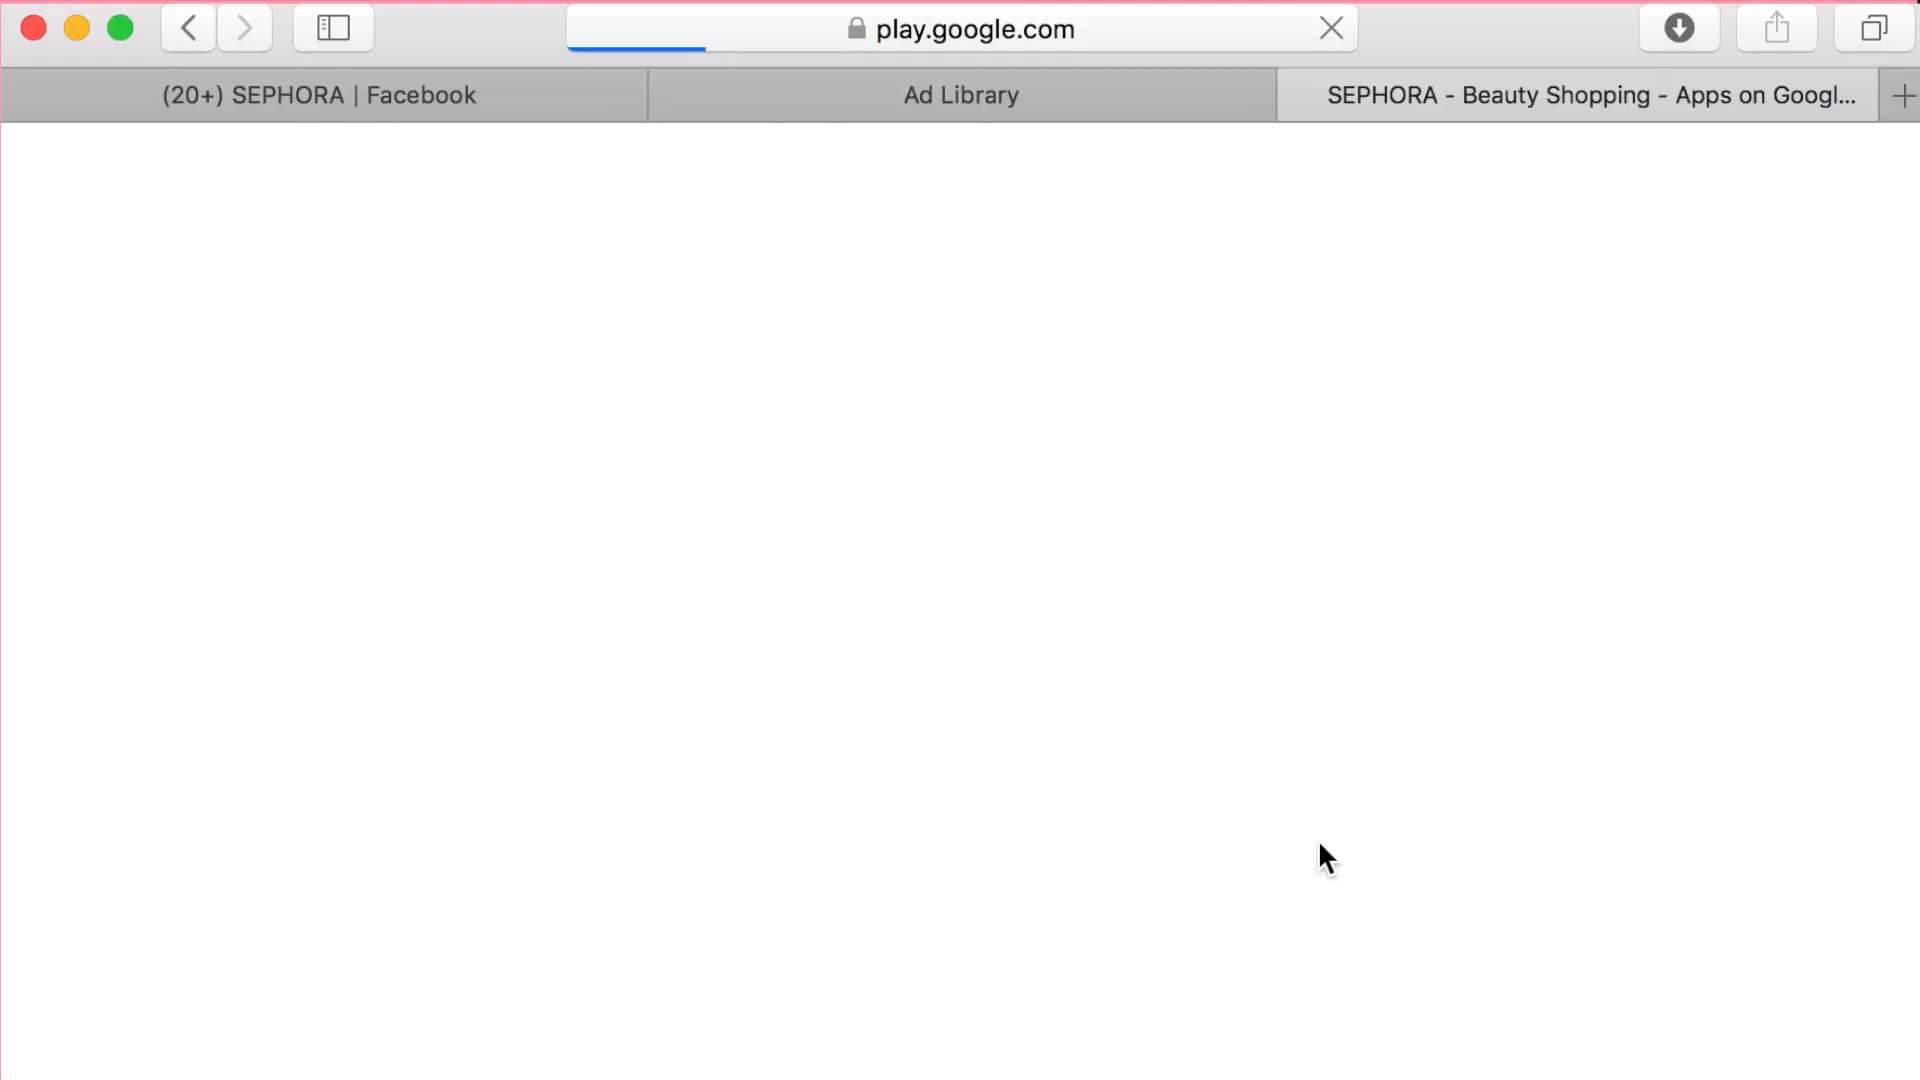 play.google.com
(20+) SEPHORA | Facebook
Ad Library
SEPHORA - Beauty Shopping - Apps on Googl...